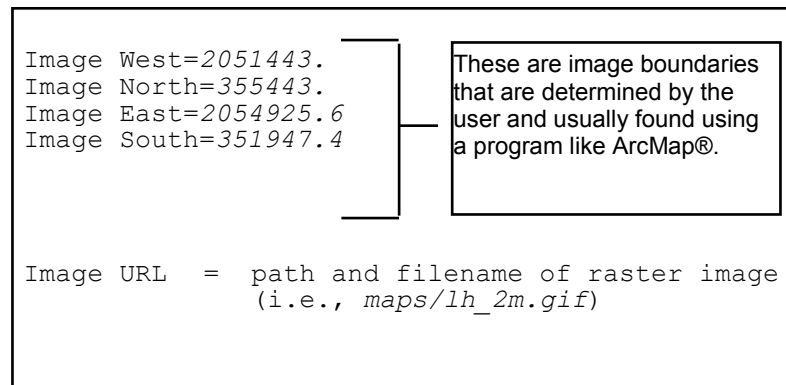 Image West=2051443.
Image North=355443.
Image East=2054925.6
Image South=351947.4
These are image boundaries
that are determined by the
user and usually found using
a program like ArcMap®.
Image URL  =  path and filename of raster image
(i.e., maps/lh_2m.gif)